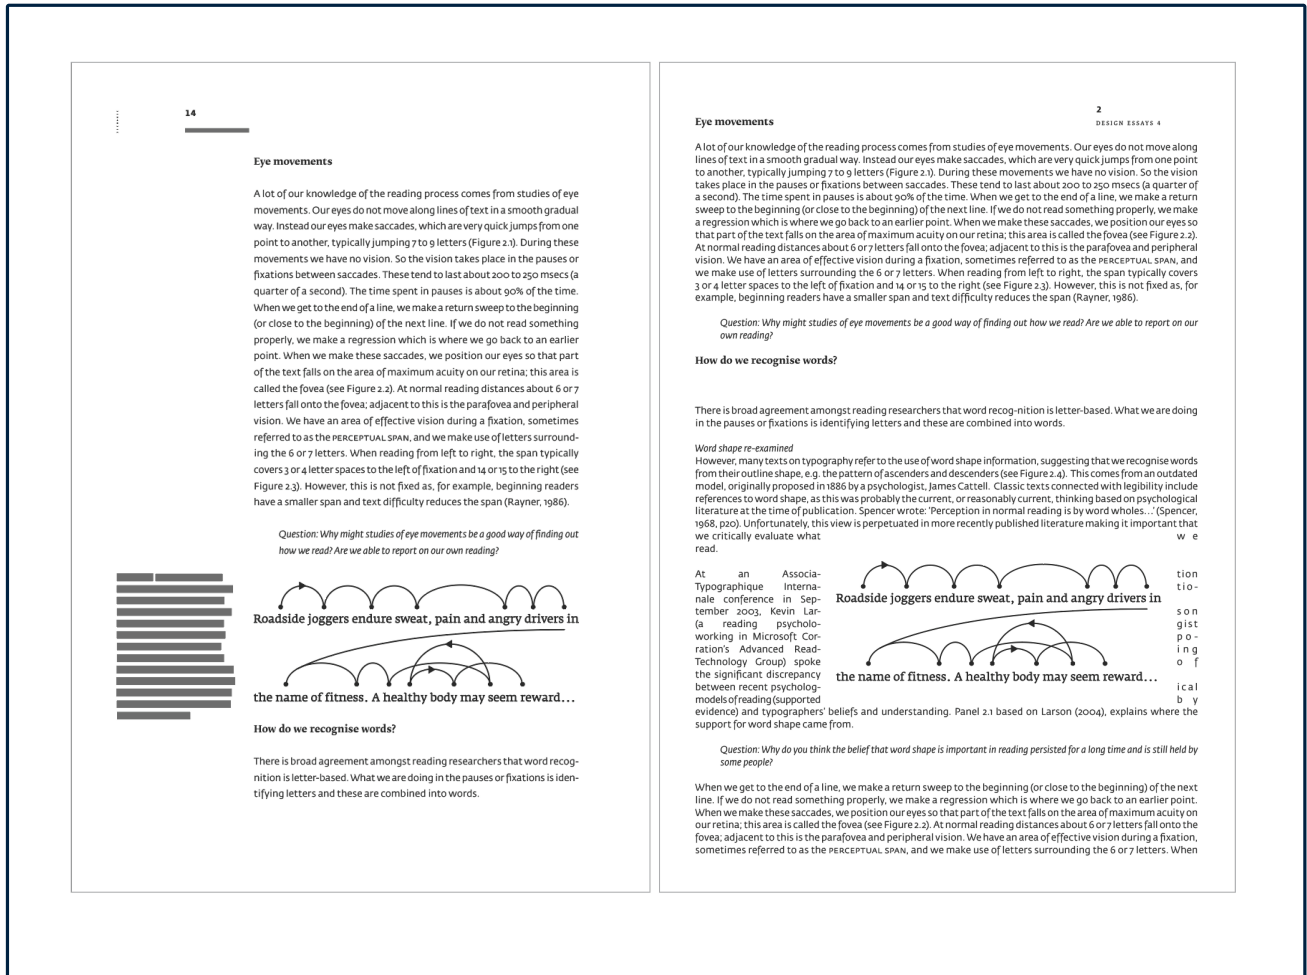 14
Eye movements
A lot of our knowledge of the reading process comes from studies of eye
movements. Our eyes do not move along lines of text in a smooth gradual
way. Instead our eyes make saccades, which are very quick jumps from one
point to another, typically jumping 7 to 9 letters (Figure 2.1). During these
movements we have no vision. So the vision takes place in the pauses or
fixations between saccades. These tend to last about 200 to 250 msecs (a
quarter of a second). The time spent in pauses is about 90% of the time.
When we get to the end of a line, we make a return sweep to the beginning
(or close to the beginning) of the next line. If we do not read something
properly, we make a regression which is where we go back to an earlier
point. When we make these saccades, we position our eyes so that part
of the text falls on the area of maximum acuity on our retina; this area is
called the fovea (see Figure 2.2). At normal reading distances about 6 or 7
letters fall onto the fovea; adjacent to this is the parafovea and peripheral
vision. We have an area of effective vision during a fixation, sometimes
referred to as the PERCEPTUAL SPAN, and we make use of letters surround-
ing the 6 or 7 letters. When reading from left to right, the span typically
covers 3 or 4 letter spaces to the left of fixation and 14 or 15 to the right (see
Figure 2.3). However, this is not fixed as, for example, beginning readers
have a smaller span and text difficulty reduces the span (Rayner, 1986).
Question: Why might studies of eye movements be a good way of finding out
how we read? Are we able to report on our own reading?
Roadside joggers endure sweat, pain and angry drivers in
the name of fitness. A healthy body may seem reward...
How do we recognise words?
There is broad agreement amongst reading researchers that word recog-
nition is letter-based. What we are doing in the pauses or fixations is iden-
tifying letters and these are combined into words.
2
DESIGN ESSAYS 4
Eye movements
A lot of our knowledge of the reading process comes from studies of eye movements. Our eyes do not move along
lines of text in a smooth gradual way. Instead our eyes make saccades, which are very quick jumps from one point
to another, typically jumping 7 to 9 letters (Figure 2.1). During these movements we have no vision. So the vision
takes place in the pauses or fixations between saccades. These tend to last about 200 to 250 msecs (a quarter of
a second). The time spent in pauses is about 90% of the time. When we get to the end of a line, we make a return
sweep to the beginning (or close to the beginning) of the next line. If we do not read something properly, we make
a regression which is where we go back to an earlier point. When we make these saccades, we position our eyes so
that part of the text falls on the area of maximum acuity on our retina; this area is called the fovea (see Figure 2.2).
At normal reading distances about 6 or 7 letters fall onto the fovea; adjacent to this is the parafovea and peripheral
vision. We have an area of effective vision during a fixation, sometimes referred to as the PERCEPTUAL SPAN, and
we make use of letters surrounding the 6 or 7 letters. When reading from left to right, the span typically covers
3 or 4 letter spaces to the left of fixation and 14 or 15 to the right (see Figure 2.3). However, this is not fixed as, for
example, beginning readers have a smaller span and text difficulty reduces the span (Rayner, 1986).
Question: Why might studies of eye movements be a good way of finding out how we read? Are we able to report on our
own reading?
How do we recognise words?
There is broad agreement amongst reading researchers that word recog-nition is letter-based. What we are doing
in the pauses or fixations is identifying letters and these are combined into words.
Word shape re-examined
However, many texts on typography refer to the use of word shape information, suggesting that we recognise words
from their outline shape, e.g. the pattern of ascenders and descenders (see Figure 2.4). This comes from an outdated
model, originally proposed in 1886 by a psychologist, James Cattell. Classic texts connected with legibility include
references to word shape, as this was probably the current, or reasonably current, thinking based on psychological
literature at the time of publication. Spencer wrote: 'Perception in normal reading is by word wholes...' (Spencer,
1968, p20). Unfortunately, this view is perpetuated in more recently published literature making it important that
we critically evaluate what w e
read.
At an Associa- tion
Typographique Interna- tio-
nale conference in Sep-
tember 2003, Kevin Lar- son
(a reading psycholo- gist
working in Microsoft Cor- po-
ration's Advanced Read- ing
Technology Group) spoke o f
the significant discrepancy
between recent psycholog- ical
models of reading (supported b y
Roadside joggers endure sweat, pain and angry drivers in
the name of fitness. A healthy body may seem reward...
evidence) and typographers' beliefs and understanding. Panel 2.1 based on Larson (2004), explains where the
support for word shape came from.
Question: Why do you think the belief that word shape is important in reading persisted for a long time and is still held by
some people?
When we get to the end of a line, we make a return sweep to the beginning (or close to the beginning) of the next
line. If we do not read something properly, we make a regression which is where we go back to an earlier point.
When we make these saccades, we position our eyes so that part of the text falls on the area of maximum acuity on
our retina; this area is called the fovea (see Figure 2.2). At normal reading distances about 6 or 7 letters fall onto the
fovea; adjacent to this is the parafovea and peripheral vision. We have an area of effective vision during a fixation,
sometimes referred to as the PERCEPTUAL SPAN, and we make use of letters surrounding the 6 or 7 letters. When